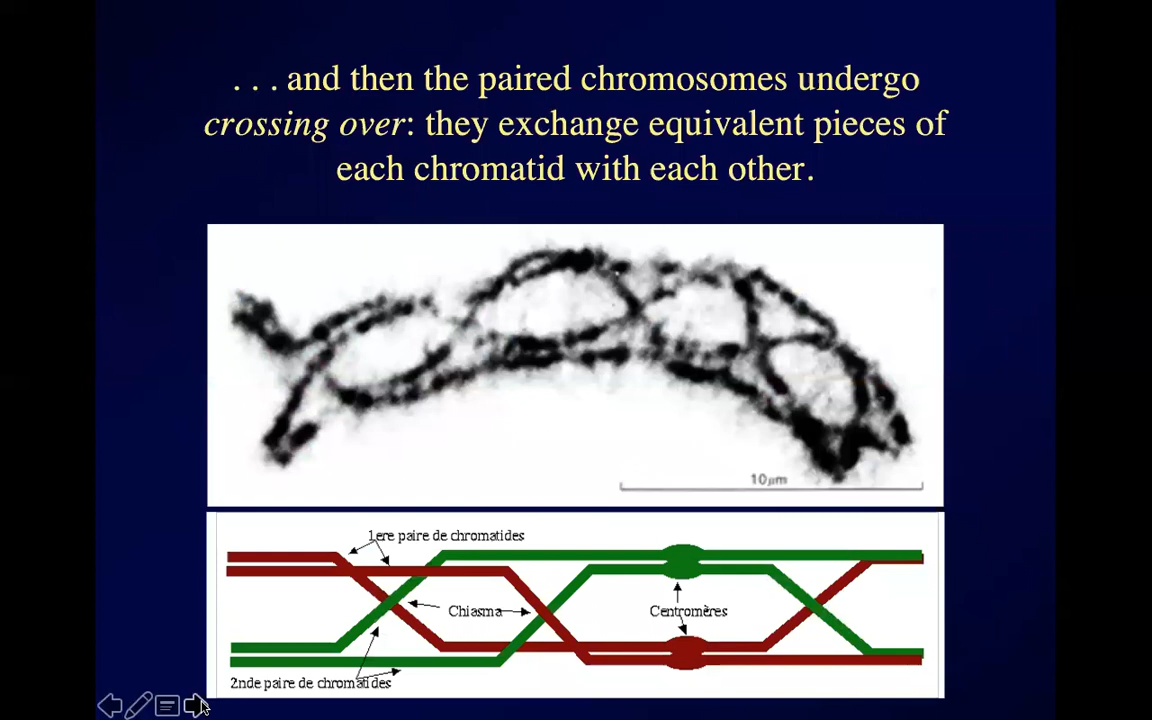 . . . and then the paired chromosomes undergo
crossing over: they exchange equivalent pieces of
each chromatid with each other.
10µm
1ere paire de chromatides
Chiasma
Centromères
2nde paire de chromatides